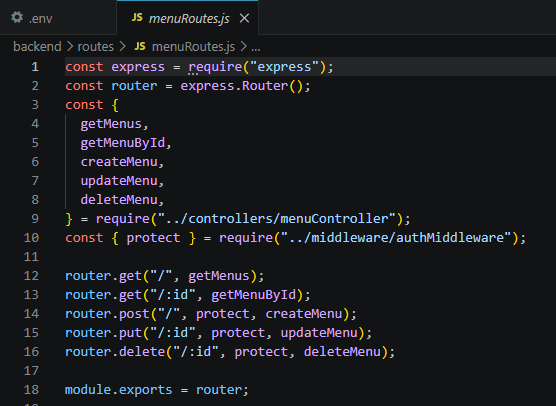 .env
JS menuRoutes.js ×
backend > routes > JS menuRoutes.js > ...
1 const express = require("express");
2 const router = express.Router();
3 const {
4   getMenus,
5   getMenuById,
6   createMenu,
7   updateMenu,
8   deleteMenu,
9 } = require("../controllers/menuController");
10 const { protect } = require("../middleware/authMiddleware");
11
12 router.get("/", getMenus);
13 router.get("/:id", getMenuById);
14 router.post("/", protect, createMenu);
15 router.put("/:id", protect, updateMenu);
16 router.delete("/:id", protect, deleteMenu);
17
18 module.exports = router;